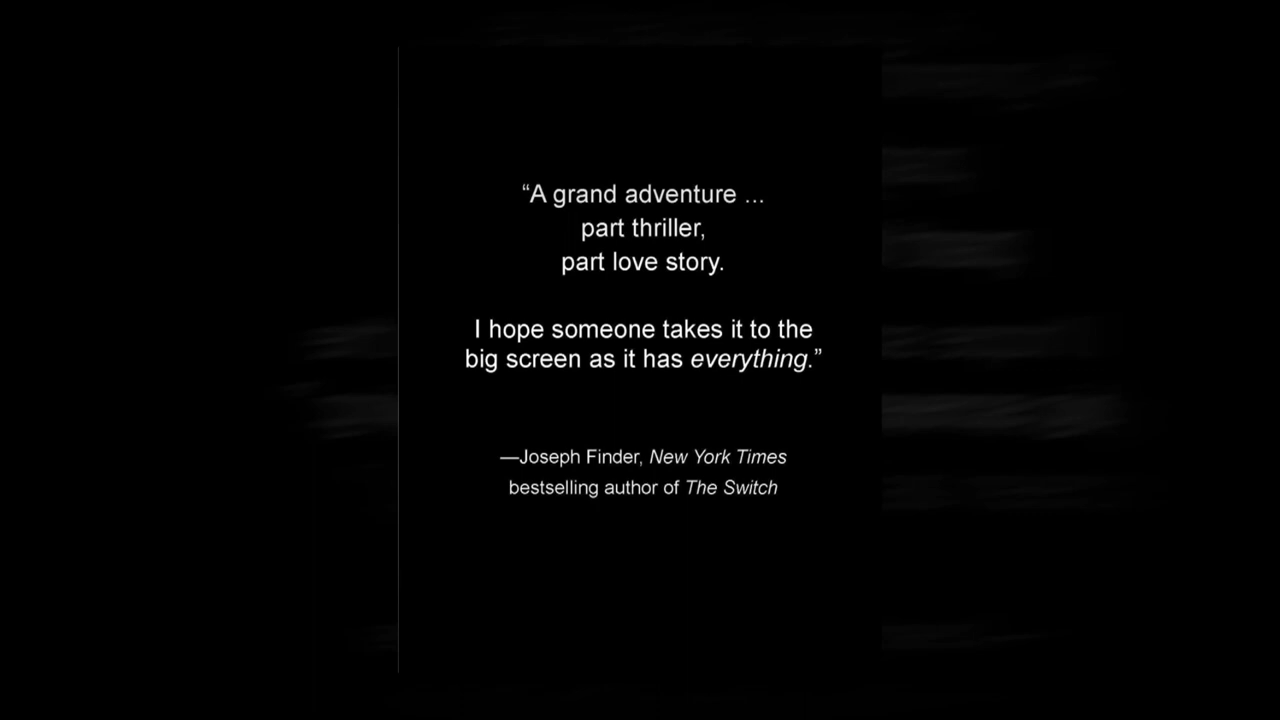 “A grand adventure ...
part thriller,
part love story.
I hope someone takes it to the
big screen as it has everything.”
—Joseph Finder, New York Times
bestselling author of The Switch